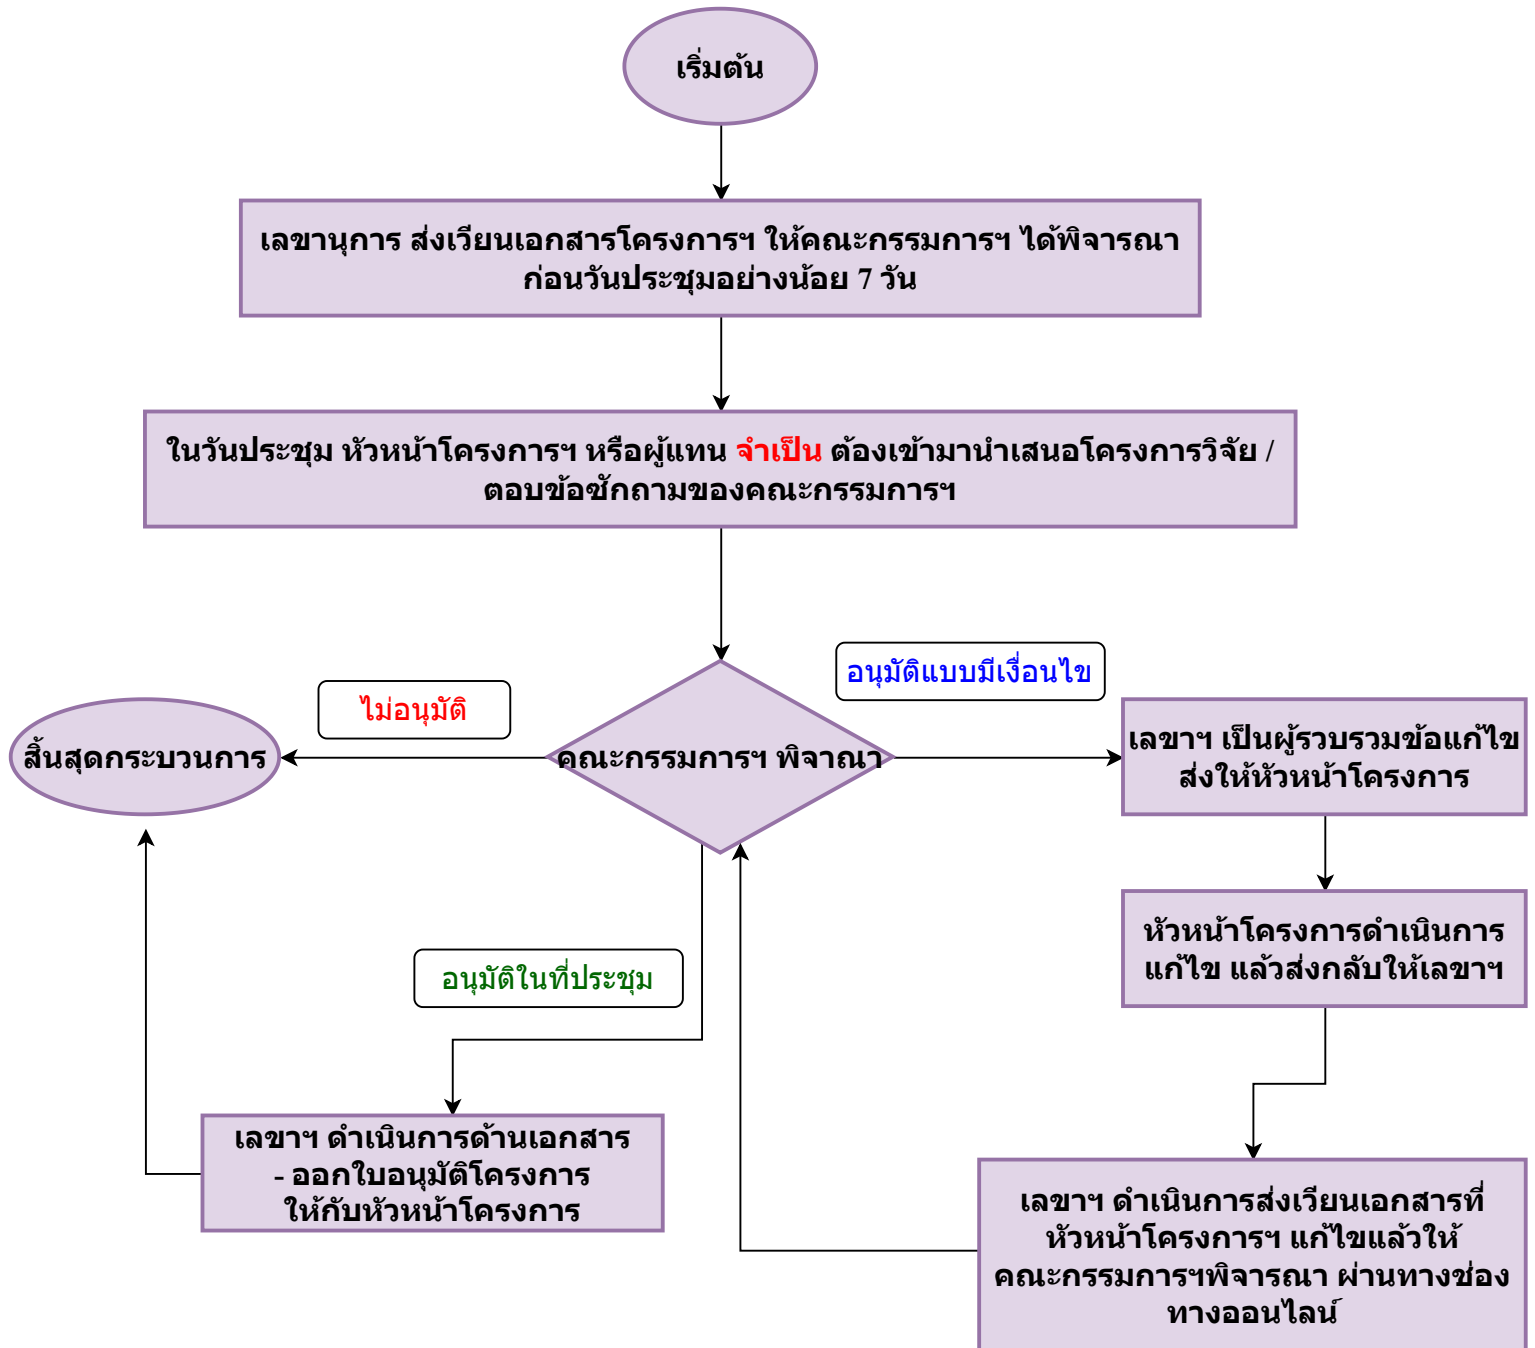 เริ่มต้น
เลขานุการ ส่งเวียนเอกสารโครงการฯ ให้คณะกรรมการฯ ได้พิจารณา
ก่อนวันประชุมอย่างน้อย 7 วัน
ในวันประชุม หัวหน้าโครงการฯ หรือผู้แทน จำเป็น ต้องเข้ามานำเสนอโครงการวิจัย /
ตอบข้อซักถามของคณะกรรมการฯ
อนุมัติแบบมีเงื่อนไข
ไม่อนุมัติ
สิ้นสุดกระบวนการ
คณะกรรมการฯ พิจาณา
เลขาฯ เป็นผู้รวบรวมข้อแก้ไข
ส่งให้หัวหน้าโครงการ
หัวหน้าโครงการดำเนินการ
แก้ไข แล้วส่งกลับให้เลขาฯ
อนุมัติในที่ประชุม
เลขาฯ ดำเนินการด้านเอกสาร
- ออกใบอนุมัติโครงการ
ให้กับหัวหน้าโครงการ
เลขาฯ ดำเนินการส่งเวียนเอกสารที่
หัวหน้าโครงการฯ แก้ไขแล้วให้
คณะกรรมการฯพิจารณา ผ่านทางช่อง
ทางออนไลน์